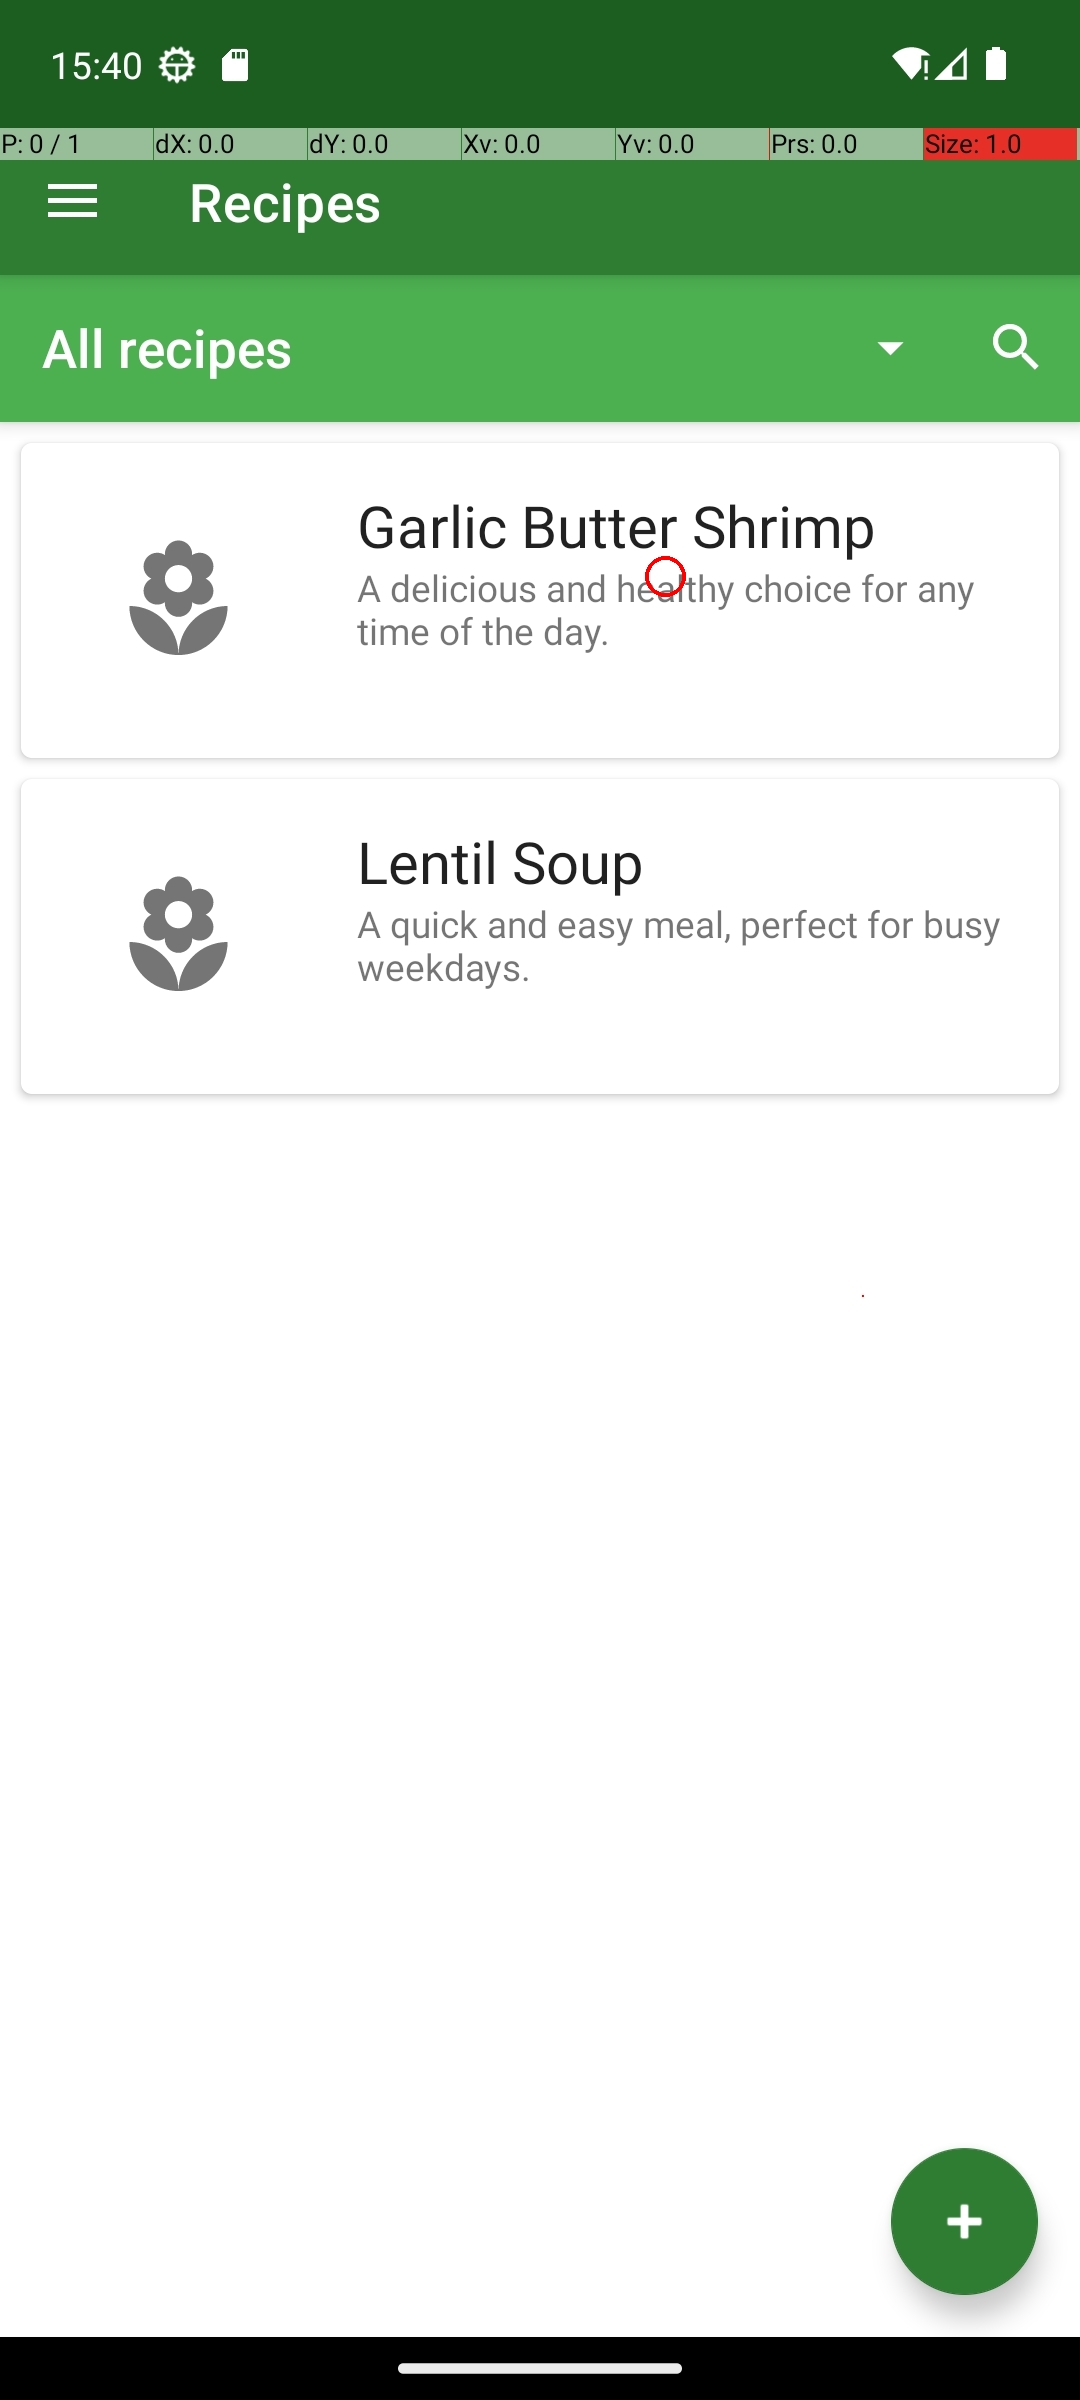 15:40
P: 0 / 1 dX: 0.0 dY: 0.0 Xv: 0.0 Yv: 0.0 Prs: 0.0 Size: 1.0
Recipes
All recipes
Garlic Butter Shrimp
A delicious and healthy choice for any
time of the day.
Lentil Soup
A quick and easy meal, perfect for busy
weekdays.